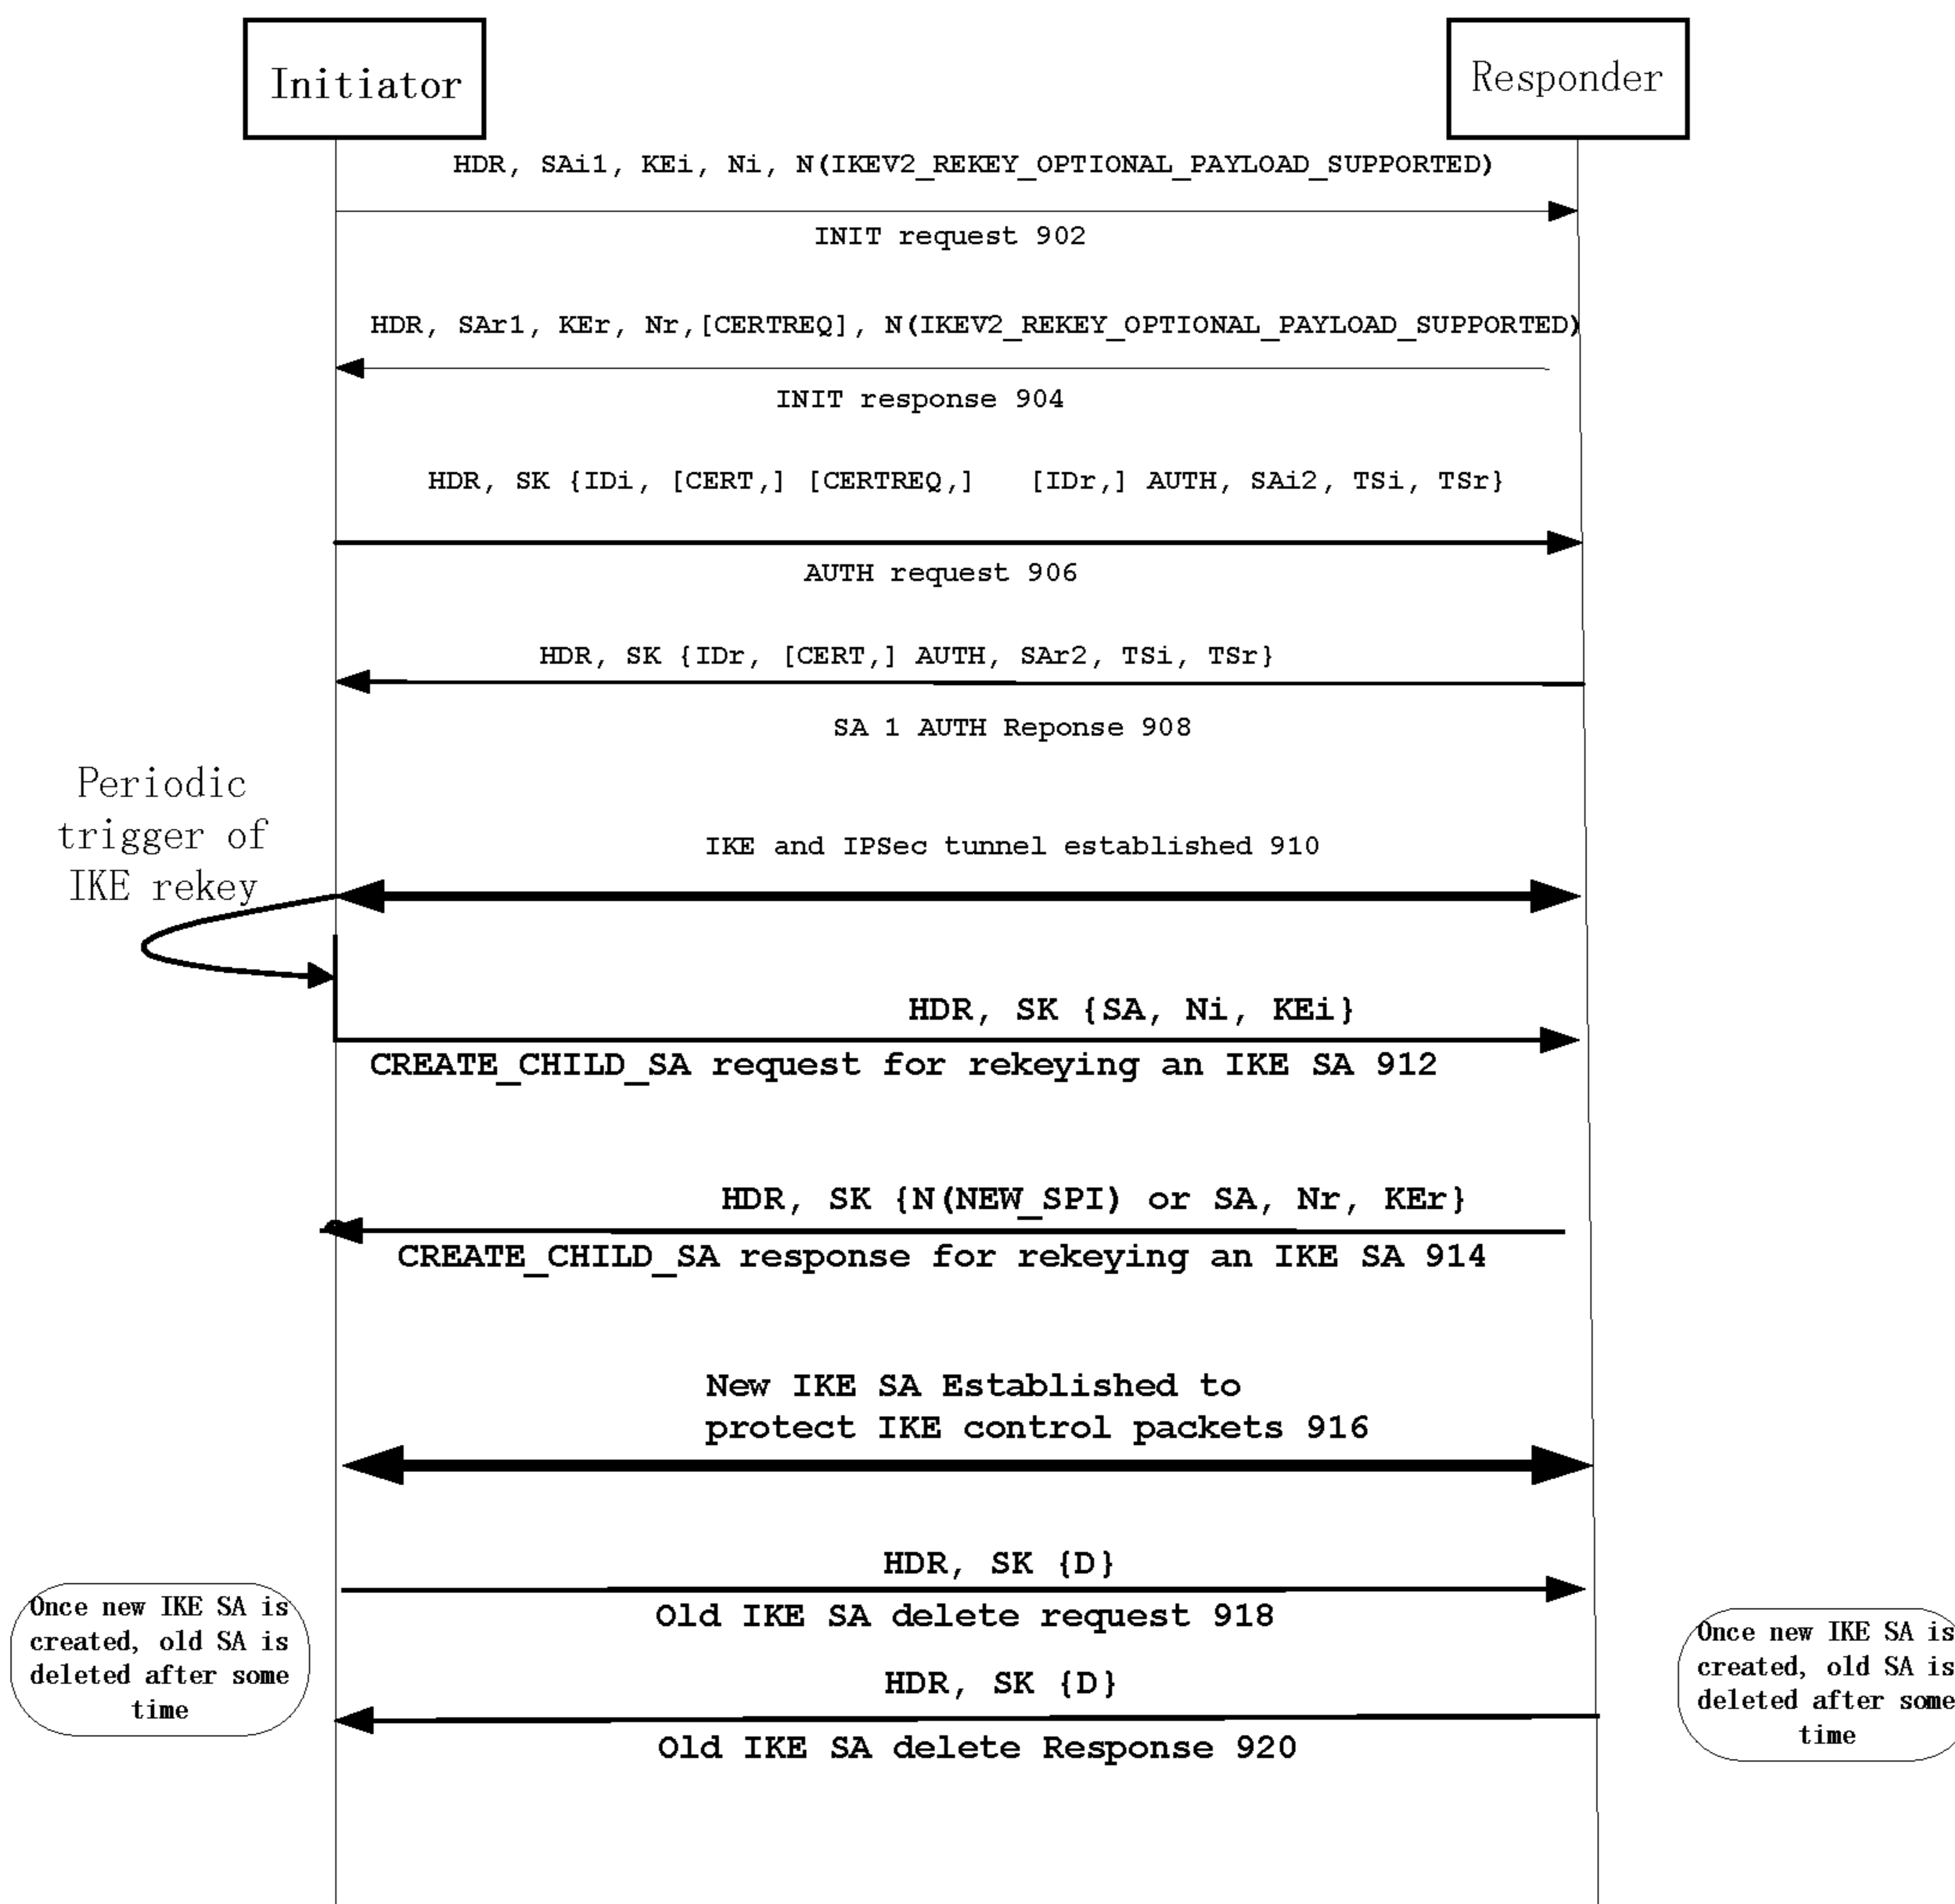 Initiator
Responder
HDR, SAi1, KEi, Ni, N(IKEV2_REKEY_OPTIONAL_PAYLOAD_SUPPORTED)
INIT request 902
HDR, SAr1, KEr, Nr,[CERTREQ], N(IKEV2_REKEY_OPTIONAL_PAYLOAD_SUPPORTED)
INIT response 904
HDR, SK {IDi, [CERT,] [CERTREQ,] [IDr,] AUTH, SAi2, TSi, TSr}
AUTH request 906
HDR, SK {IDr, [CERT,] AUTH, SAr2, TSi, TSr}
SA 1 AUTH Reponse 908
Periodic
trigger of
IKE rekey
IKE and IPSec tunnel established 910
HDR, SK {SA, Ni, KEi}
CREATE_CHILD_SA request for rekeying an IKE SA 912
HDR, SK {N(NEW_SPI) or SA, Nr, KEr}
CREATE_CHILD_SA response for rekeying an IKE SA 914
New IKE SA Established to
protect IKE control packets 916
HDR, SK {D}
Old IKE SA delete request 918
Once new IKE SA is
created, old SA is
deleted after some
time
Once new IKE SA is
created, old SA is
deleted after some
time
HDR, SK {D}
Old IKE SA delete Response 920